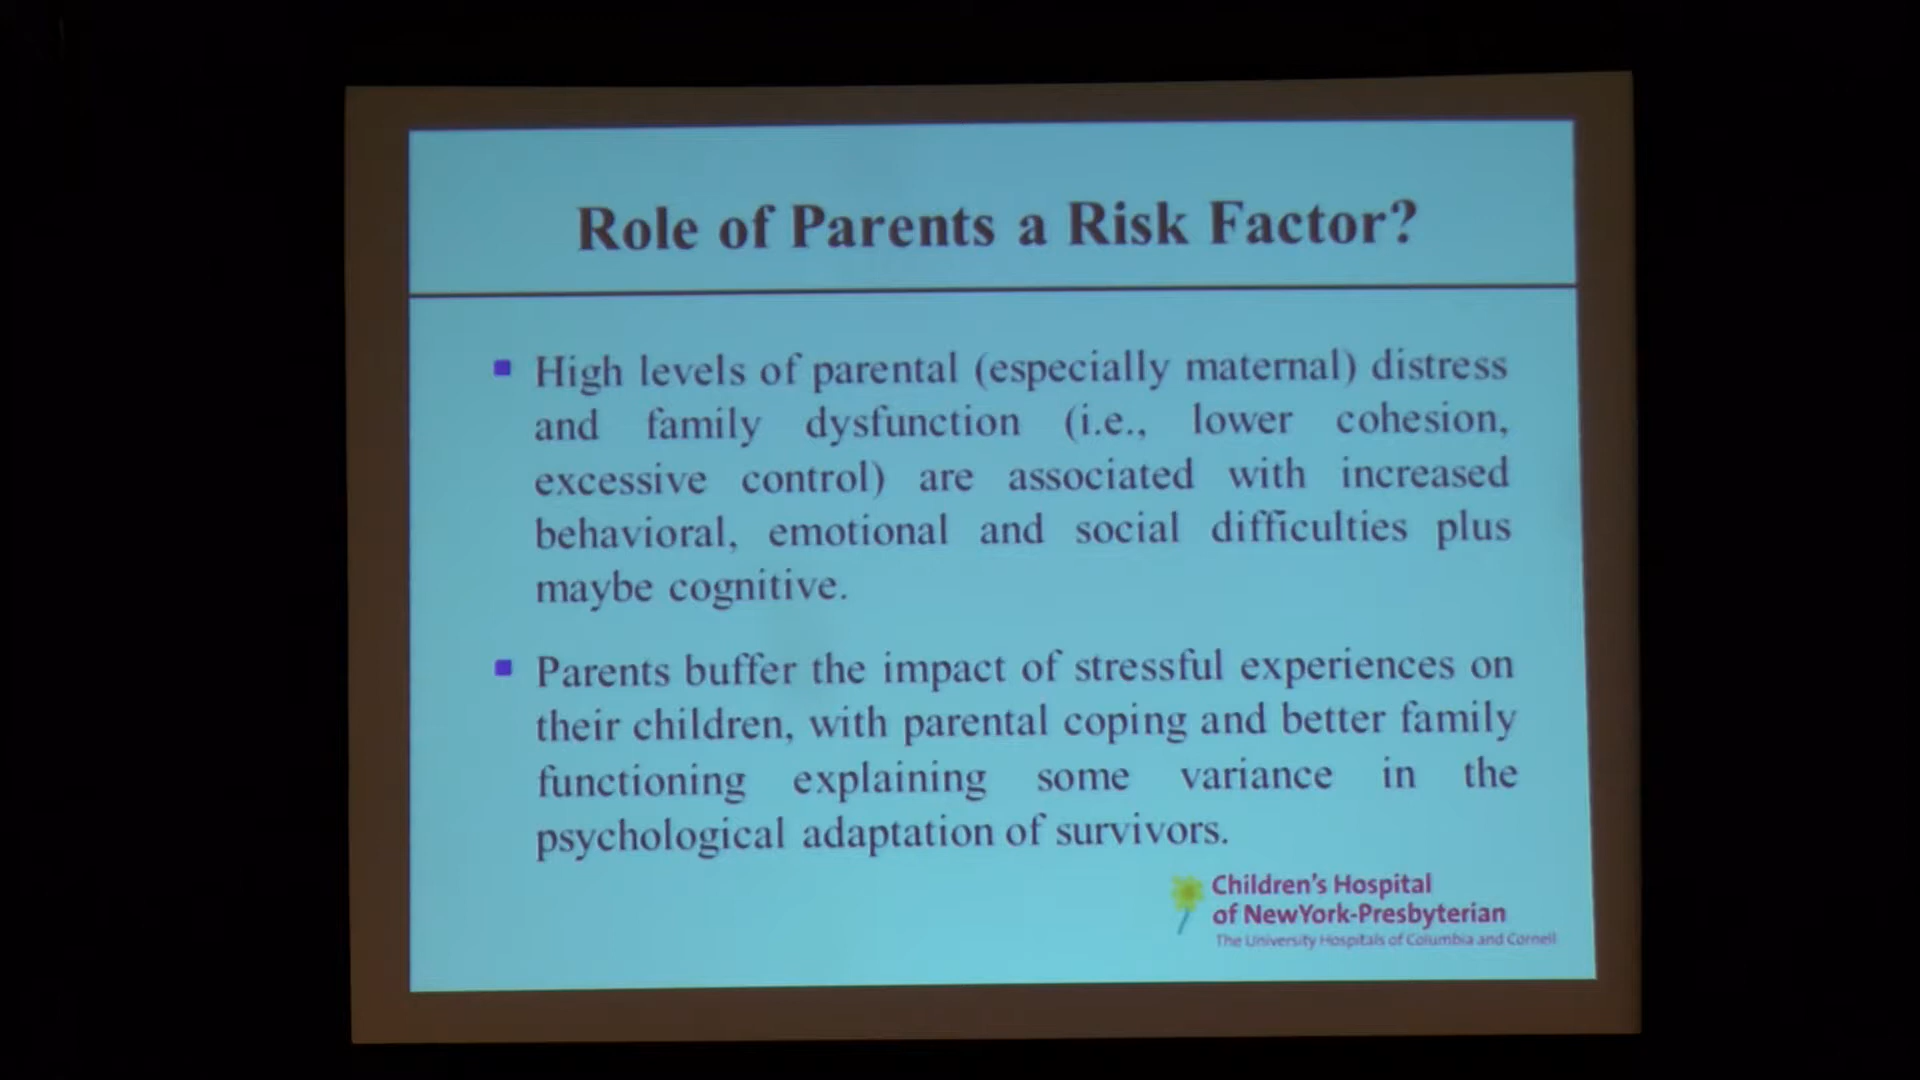 Role of Parents a Risk Factor?
High levels of parental (especially maternal) distress
and family dysfunction (i.e., lower cohesion,
excessive control) are associated with increased
behavioral, emotional and social difficulties plus
maybe cognitive.
Parents buffer the impact of stressful experiences on
their children, with parental coping and better family
functioning explaining some variance in the
psychological adaptation of survivors.
Children's Hospital
of NewYork-Presbyterian
The University Hospitals of Columbia and Cornell